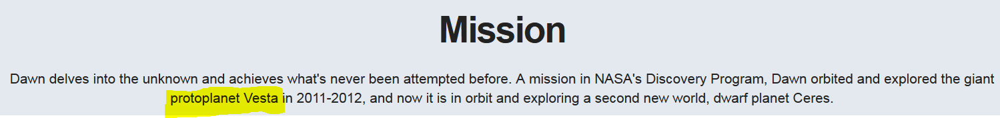 Mission
Dawn delves into the unknown and achieves what's never been attempted before. A mission in NASA's Discovery Program, Dawn orbited and explored the giant
protoplanet Vesta in 2011-2012, and now it is in orbit and exploring a second new world, dwarf planet Ceres.